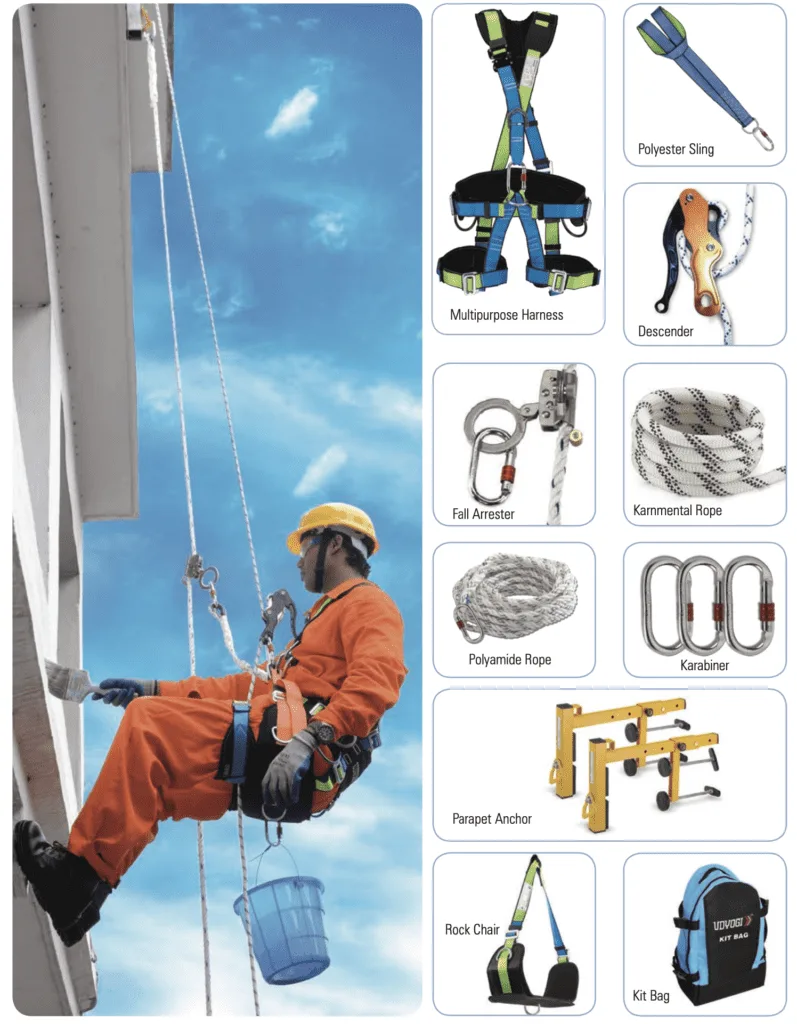 Polyester Sling
Multipurpose Harness
Descender
Fall Arrester
Karnmental Rope
Polyamide Rope
Karabiner
Parapet Anchor
Rock Chair
UDYOGI
KIT BAG
Kit Bag